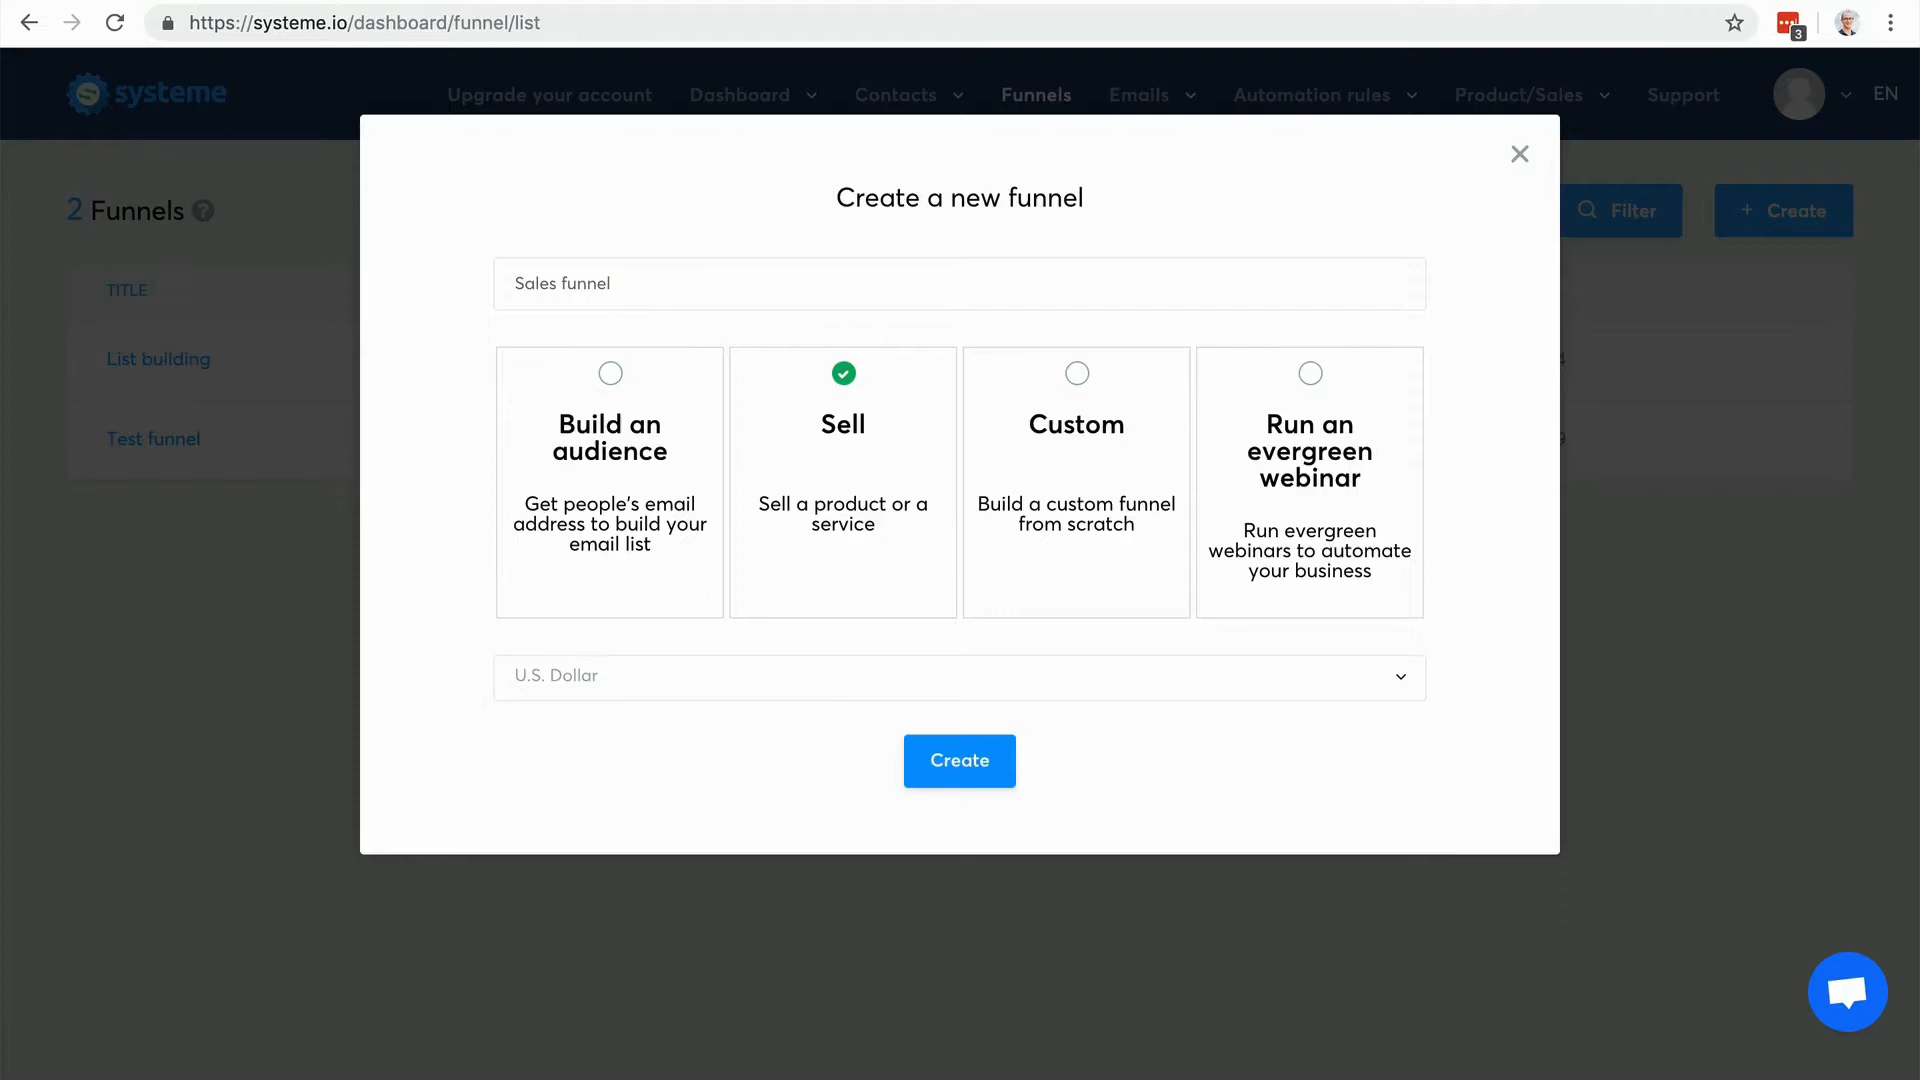 https://systeme.io/dashboard/funnel/list
3
systeme
Upgrade your account
Dashboard
Contacts
Funnels
Emails
Automation rules
Product/Sales
Support
EN
2 Funnels ?
Filter
+ Create
TITLE
List building
Test funnel
Create a new funnel
Sales funnel
Build an
audience
Get people's email
address to build your
email list
Sell
Sell a product or a
service
Custom
Build a custom funnel
from scratch
Run an
evergreen
webinar
Run evergreen
webinars to automate
your business
U.S. Dollar
Create